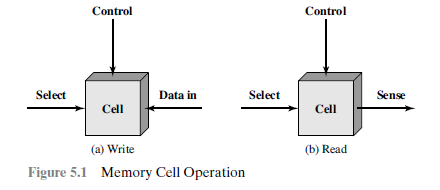 Control Control
Select Data in Select Sense
Cell Cell
(a) Write (b) Read
Figure 5.1 Memory Cell Operation